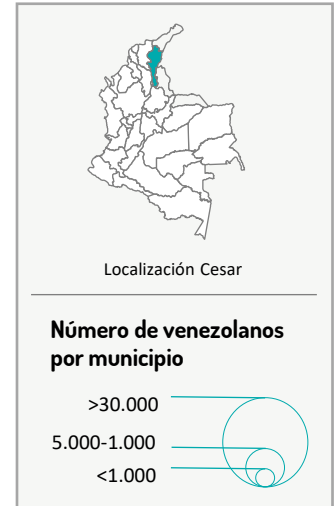 Localización Cesar
Número de venezolanos
por municipio
>30.000
5.000-1.000
<1.000